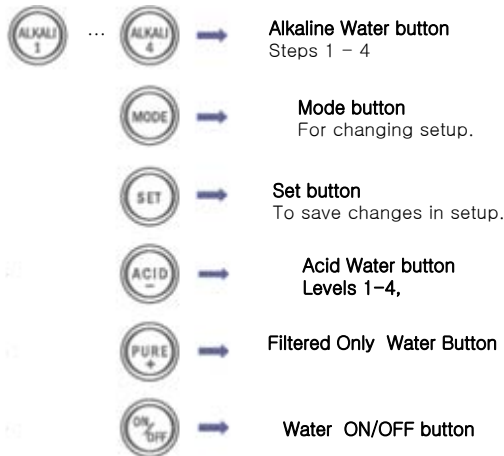 ALKALI
1
...
ALKALI
4
Alkaline Water button
Steps 1 - 4
MODE
Mode button
For changing setup.
SET
Set button
To save changes in setup.
ACID
-
Acid Water button
Levels 1-4,
PURE
+
Filtered Only Water Button
ON/OFF
Water ON/OFF button